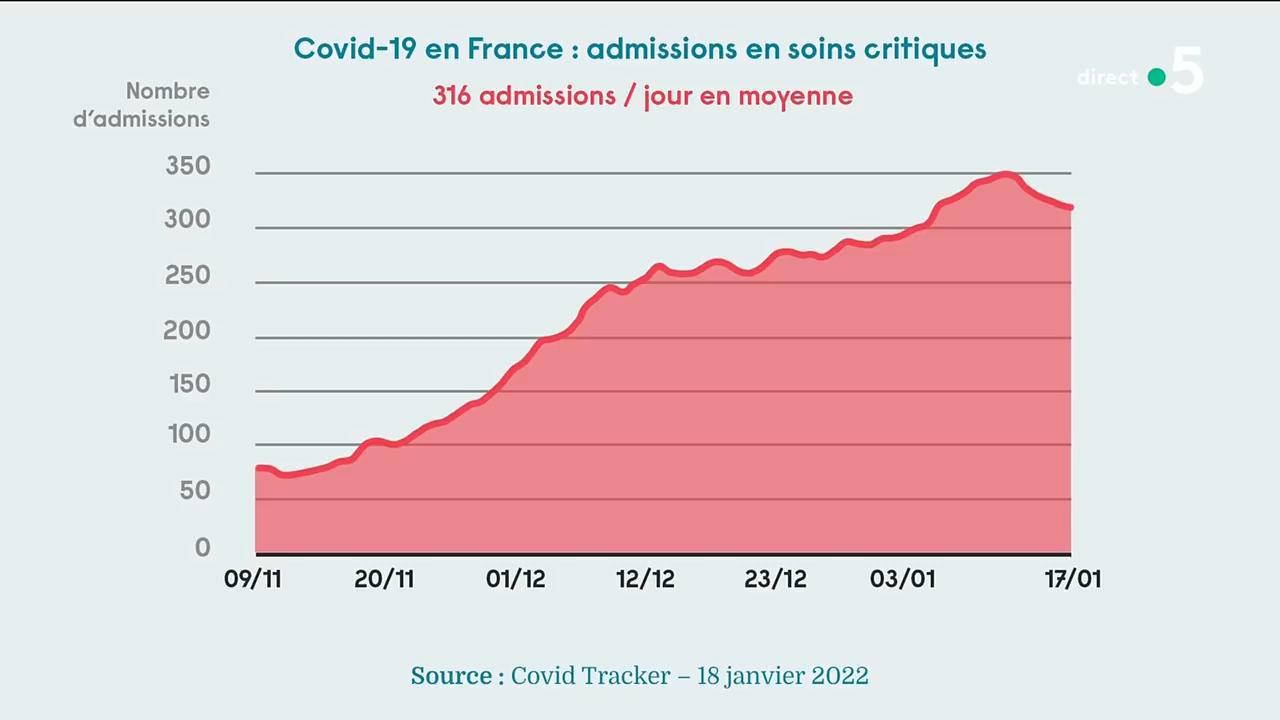 Covid-19 en France : admissions en soins critiques
316 admissions / jour en moyenne
direct 5
Nombre
d'admissions
350
300
250
200
150
100
50
0
09/11 20/11 01/12 12/12 23/12 03/01 17/01
Source : Covid Tracker – 18 janvier 2022